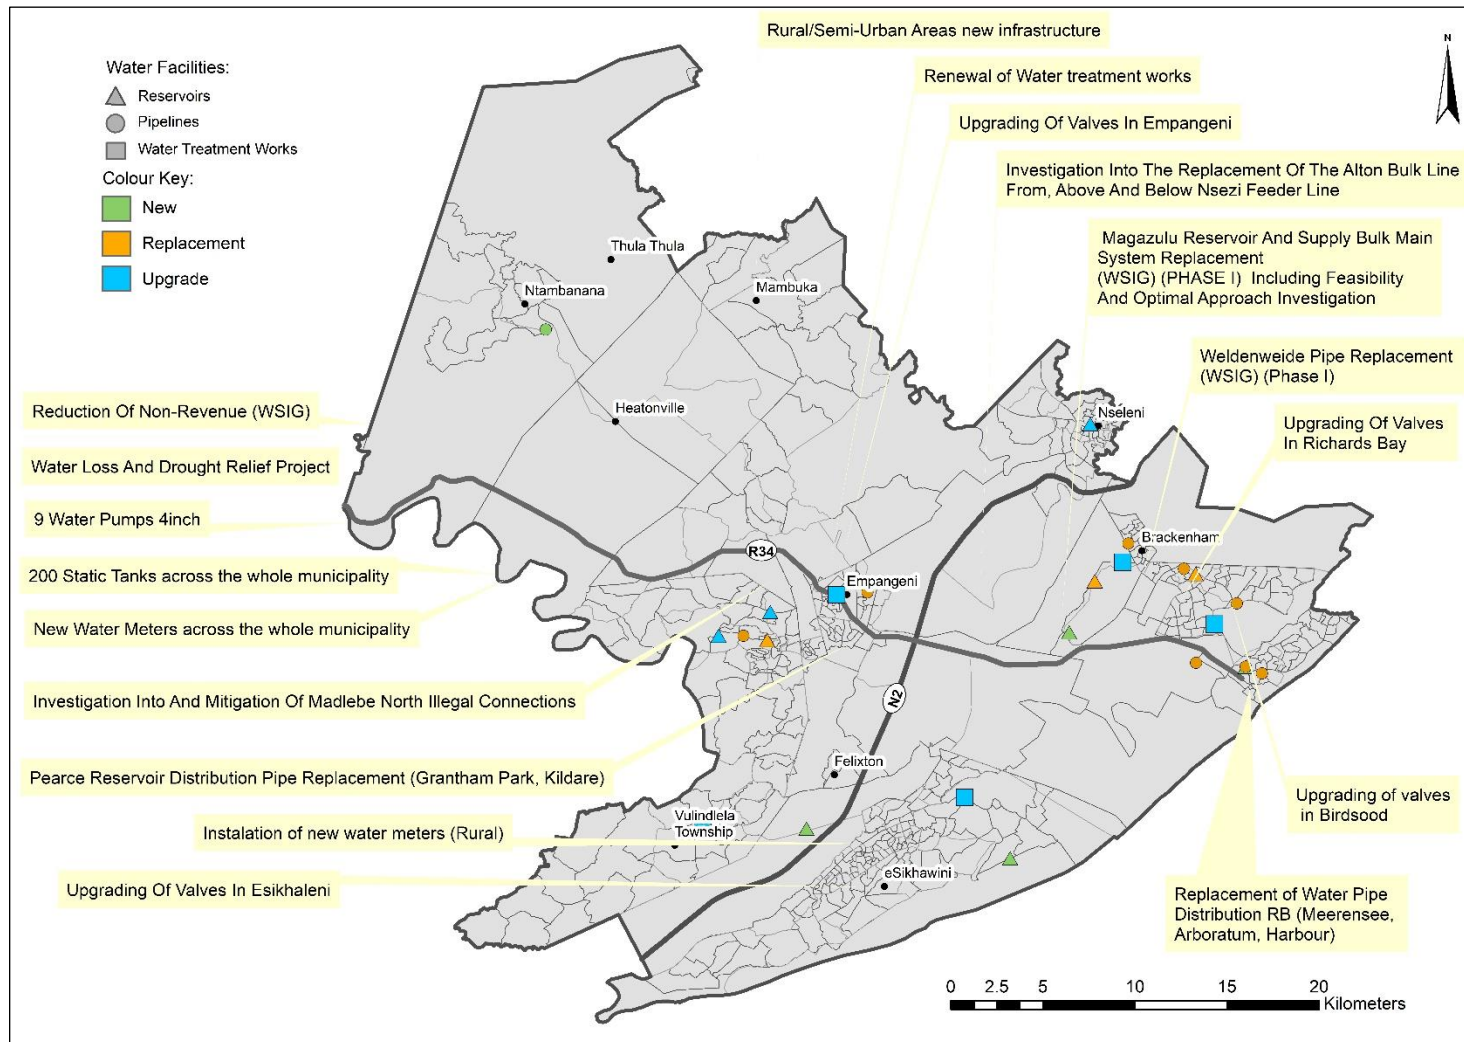 Rural/Semi-Urban Areas new infrastructure
N
Water Facilities:
Reservoirs
Pipelines
Water Treatment Works
Colour Key:
New
Replacement
Upgrade
Renewal of Water treatment works
Upgrading Of Valves In Empangeni
Investigation Into The Replacement Of The Alton Bulk Line
From, Above And Below Nsezi Feeder Line
Magazulu Reservoir And Supply Bulk Main
System Replacement
(WSIG) (PHASE I) Including Feasibility
And Optimal Approach Investigation
Weldenweide Pipe Replacement
(WSIG) (Phase I)
Upgrading Of Valves
In Richards Bay
Thula Thula
Ntambanana
Mambuka
Heatonville
Nseleni
Reduction Of Non-Revenue (WSIG)
Water Loss And Drought Relief Project
9 Water Pumps 4inch
200 Static Tanks across the whole municipality
New Water Meters across the whole municipality
Investigation Into And Mitigation Of Madlebe North Illegal Connections
Pearce Reservoir Distribution Pipe Replacement (Grantham Park, Kildare)
Instalation of new water meters (Rural)
Upgrading Of Valves In Esikhaleni
R34
Empangeni
Brackenham
N2
Felixton
Vulindlela
Township
eSikhawini
Upgrading of valves
in Birdsood
Replacement of Water Pipe
Distribution RB (Meerensee,
Arboratum, Harbour)
0 2.5 5 10 15 20
Kilometers